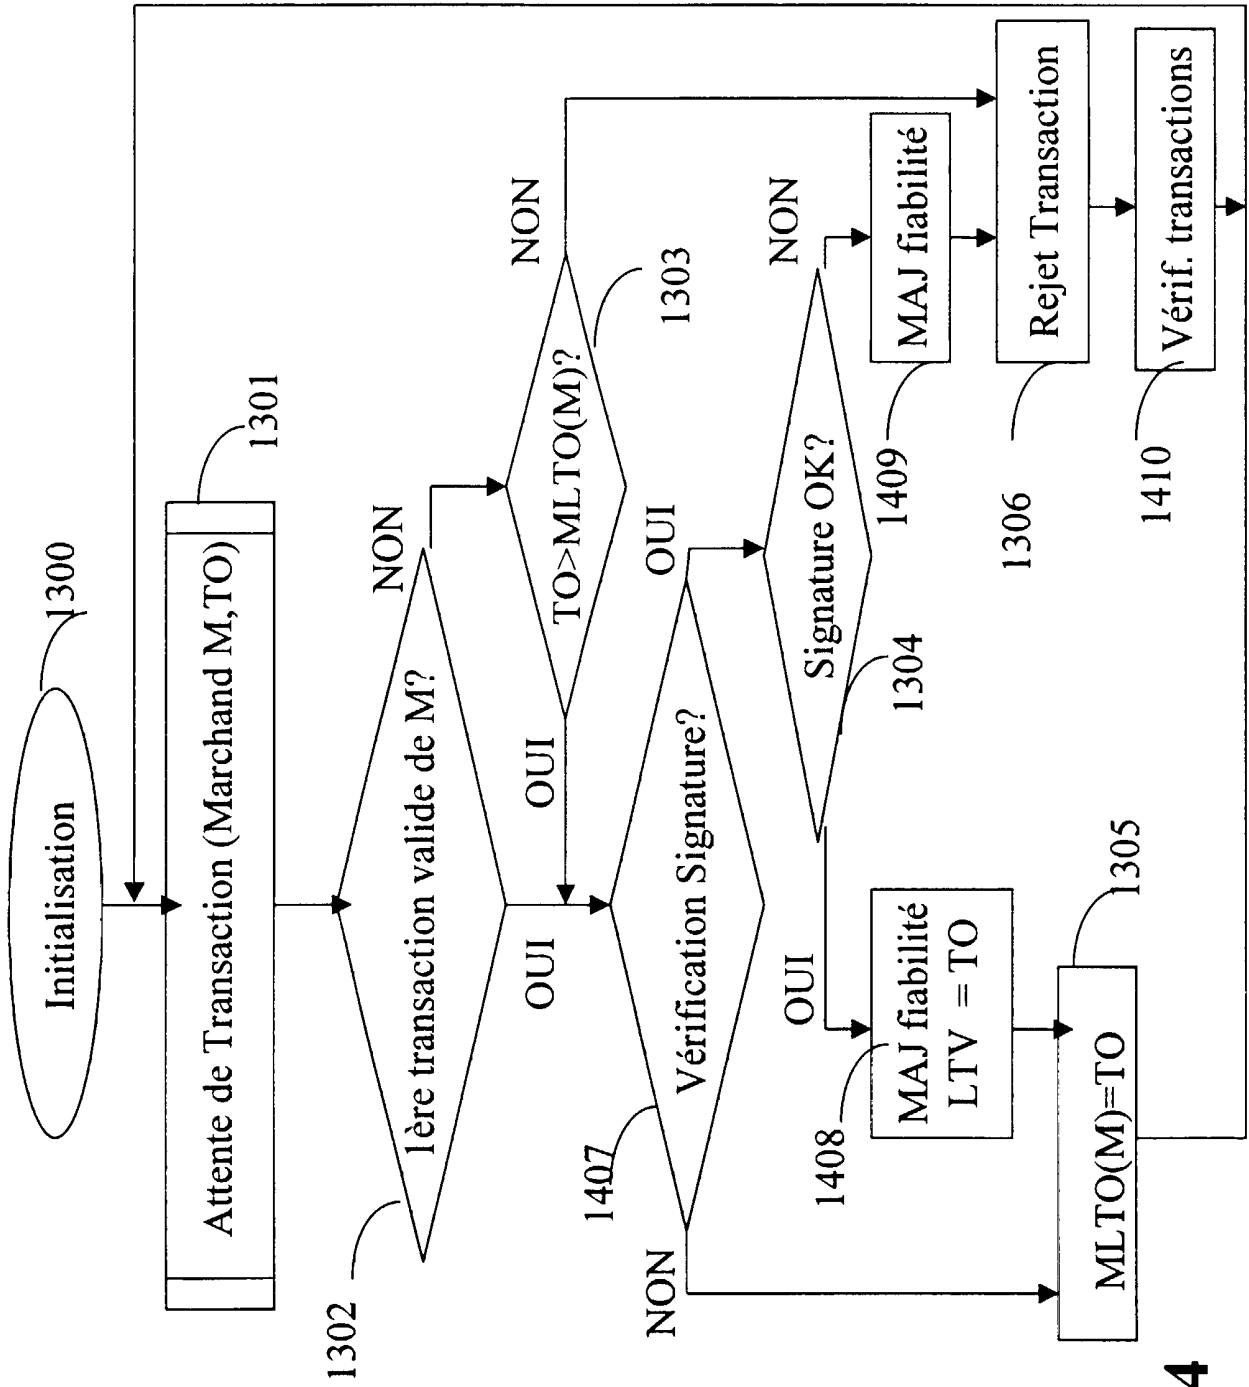 Initialisation
1300
Attente de Transaction (Marchand M,TO)
1301
1ère transaction valide de M?
1302
NON
OUI
TO>MLTO(M)?
1303
NON
OUI
Vérification Signature?
1407
NON
OUI
Signature OK?
1304
OUI
NON
MAJ fiabilité
LTV = TO
1408
MAJ fiabilité
1409
MLTO(M)=TO
1305
Rejet Transaction
1306
Vérif. transactions
1410
4